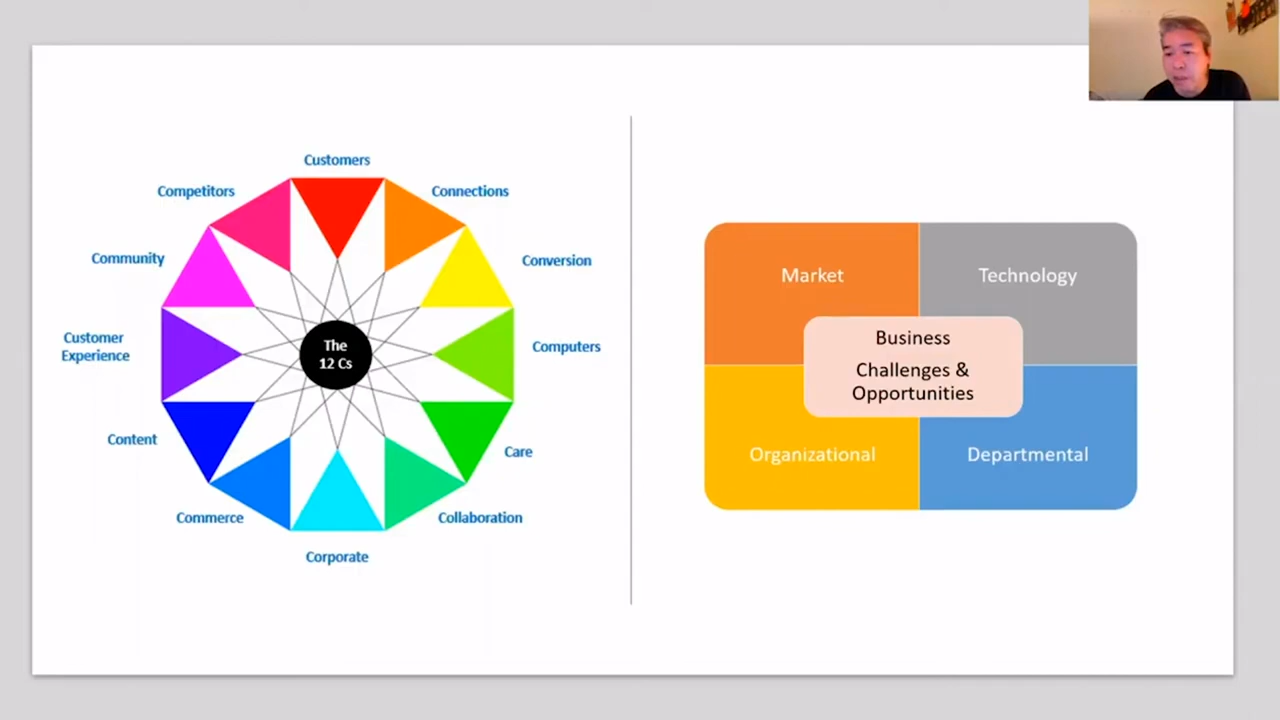 Customers
Connections
Conversion
Computers
Care
Collaboration
Corporate
Commerce
Content
Customer
Experience
Community
Competitors
The
12 Cs
Market
Technology
Business
Challenges &
Opportunities
Organizational
Departmental